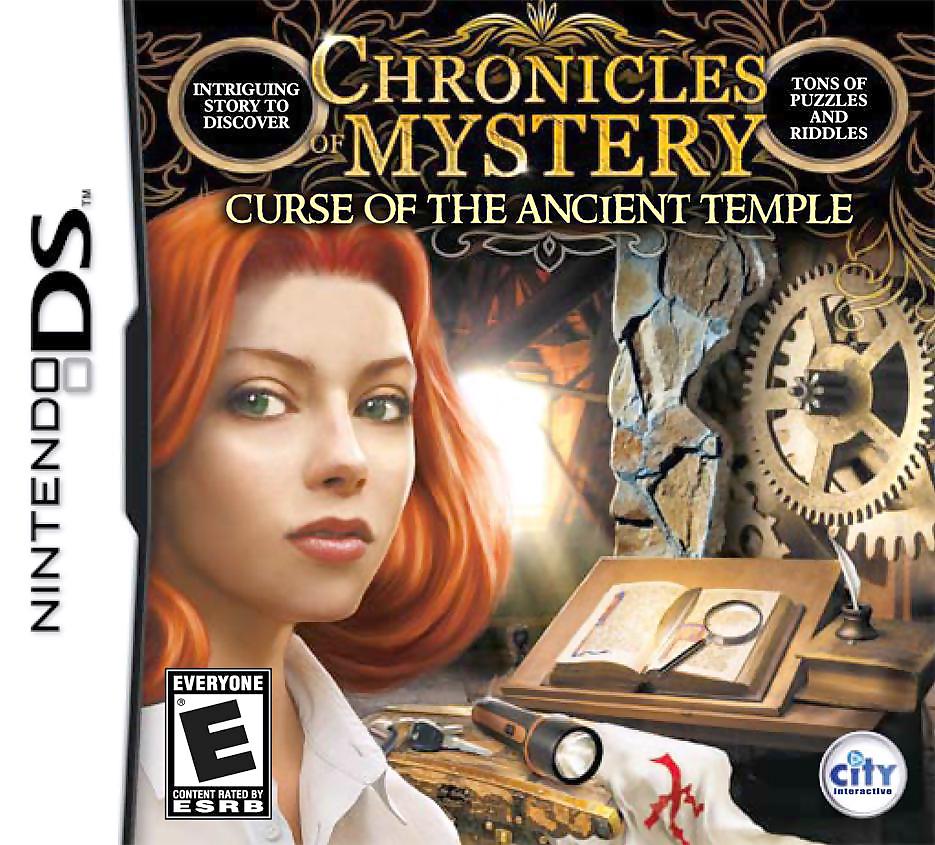 NINTENDO DS™
INTRIGUING
STORY TO
DISCOVER
CHRONICLES
OF MYSTERY
CURSE OF THE ANCIENT TEMPLE
TONS OF
PUZZLES
AND
RIDDLES
EVERYONE
E
®
CONTENT RATED BY
ESRB
city
interactive